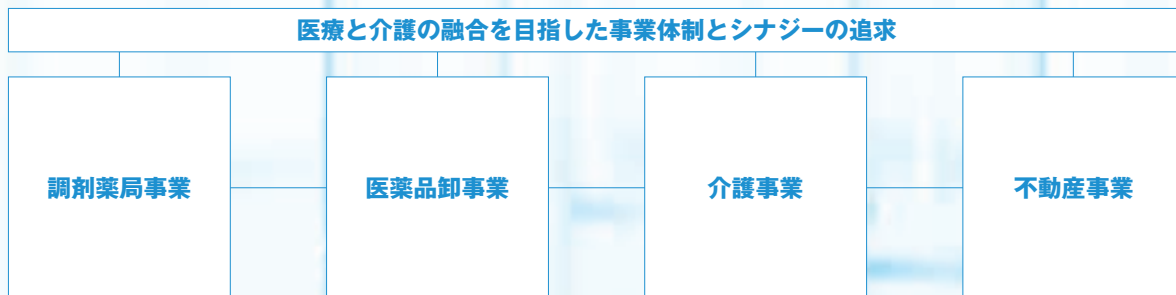 医療と介護の融合を目指した事業体制とシナジーの追求
調剤薬局事業
医薬品卸事業
介護事業
不動産事業